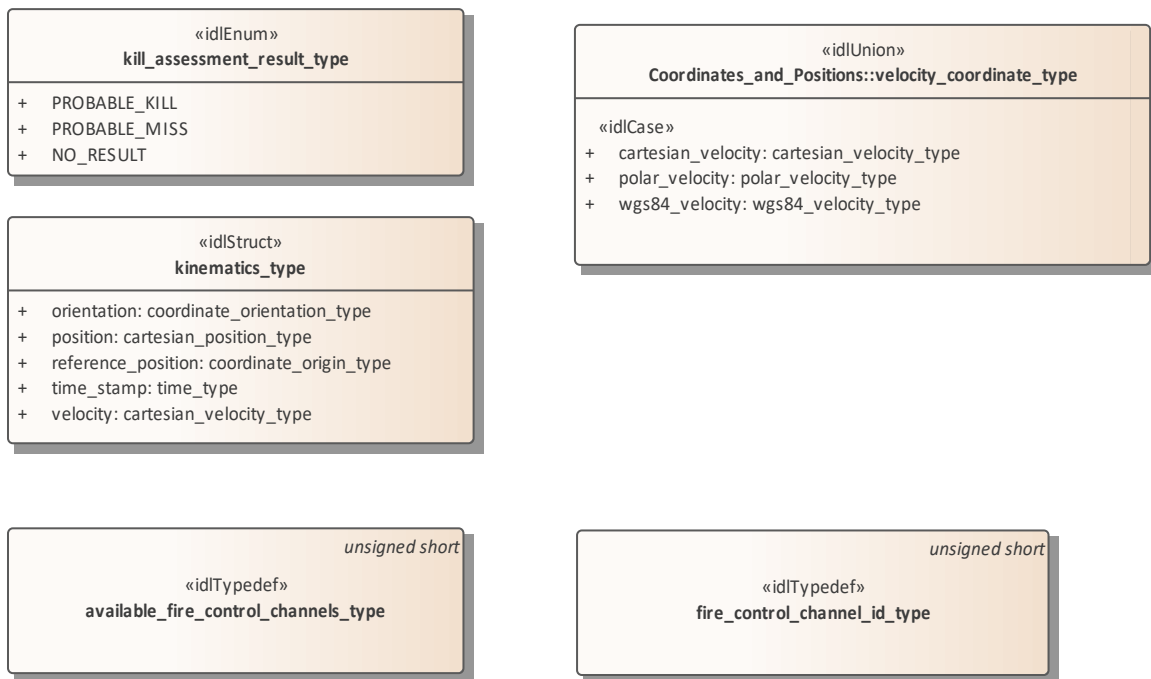 «idlEnum»
kill_assessment_result_type
+ PROBABLE_KILL
+ PROBABLE_MISS
+ NO_RESULT
«idlUnion»
Coordinates_and_Positions::velocity_coordinate_type
«idlCase»
+ cartesian_velocity: cartesian_velocity_type
+ polar_velocity: polar_velocity_type
+ wgs84_velocity: wgs84_velocity_type
«idlStruct»
kinematics_type
+ orientation: coordinate_orientation_type
+ position: cartesian_position_type
+ reference_position: coordinate_origin_type
+ time_stamp: time_type
+ velocity: cartesian_velocity_type
unsigned short
«idlTypedef»
available_fire_control_channels_type
unsigned short
«idlTypedef»
fire_control_channel_id_type